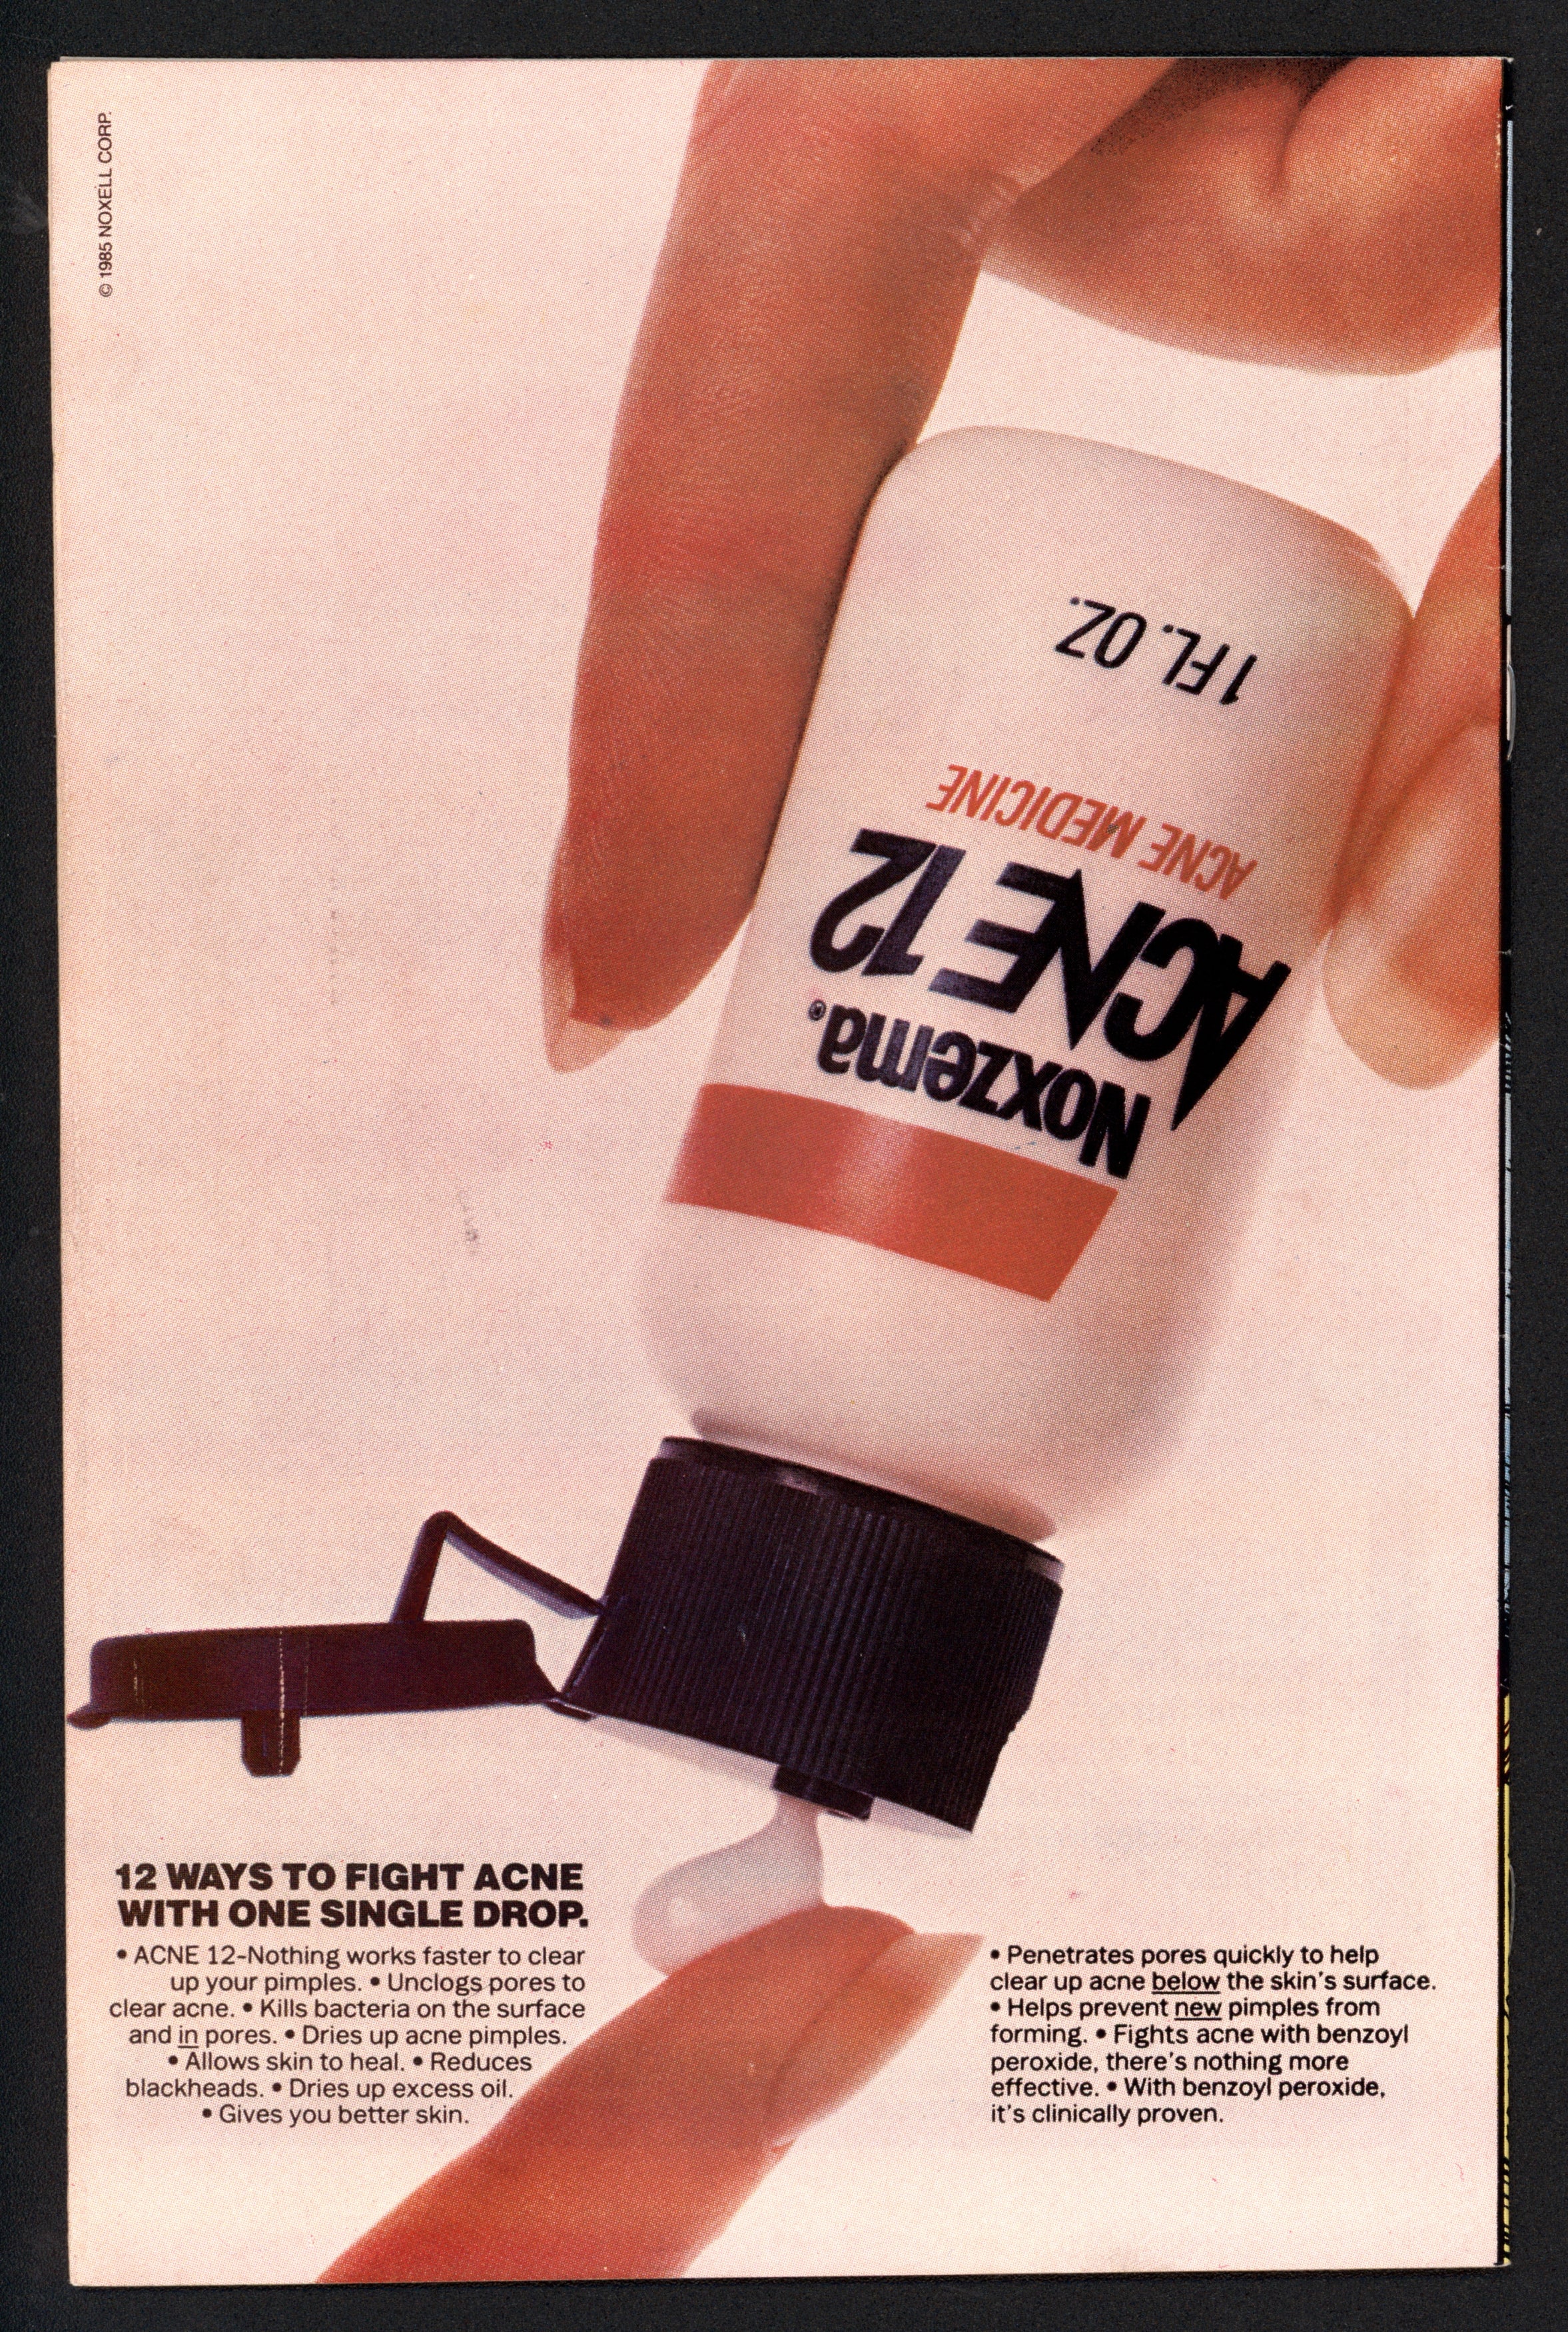 © 1985 NOXELL CORP.
1 FL. OZ.
ACNE MEDICINE
ACNE 12
Noxzema®
12 WAYS TO FIGHT ACNE
WITH ONE SINGLE DROP.
• ACNE 12–Nothing works faster to clear
up your pimples. • Unclogs pores to
clear acne. • Kills bacteria on the surface
and in pores. • Dries up acne pimples.
• Allows skin to heal. • Reduces
blackheads. • Dries up excess oil.
• Gives you better skin.
• Penetrates pores quickly to help
clear up acne below the skin's surface.
• Helps prevent new pimples from
forming. • Fights acne with benzoyl
peroxide, there's nothing more
effective. • With benzoyl peroxide,
it's clinically proven.